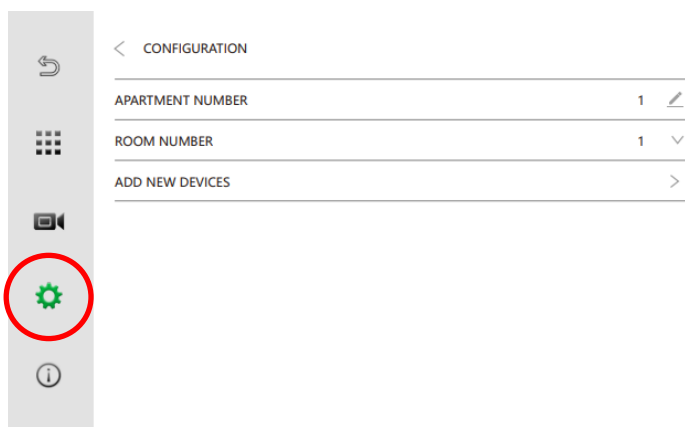 CONFIGURATION
APARTMENT NUMBER 1
ROOM NUMBER 1
ADD NEW DEVICES